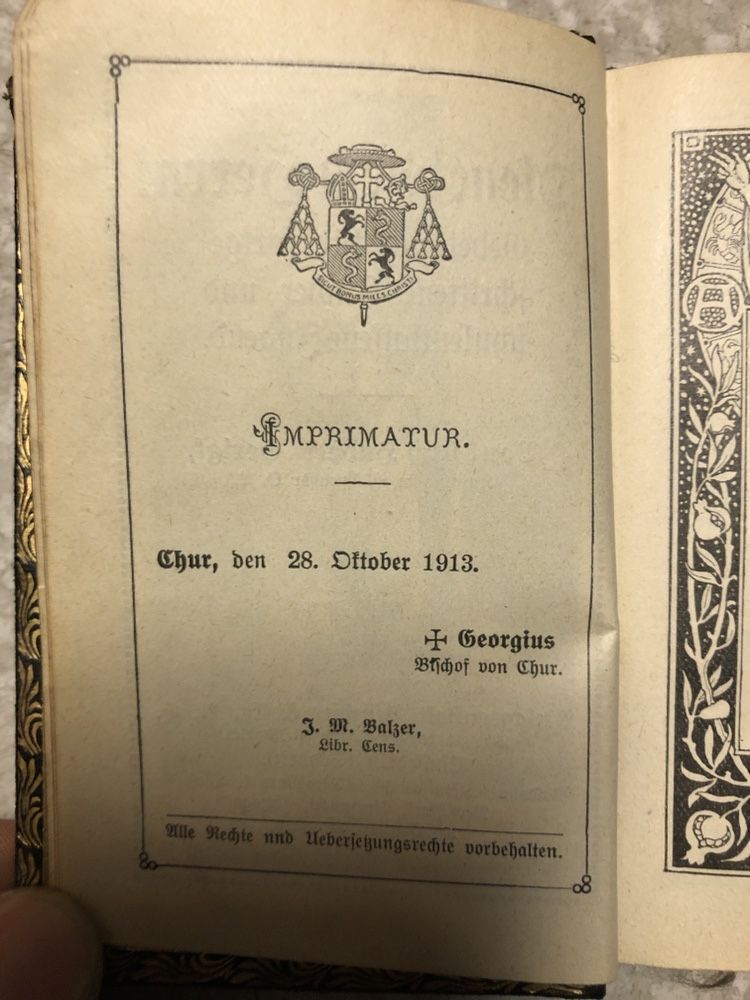 SICUT BONUS MILES CHRISTI
IMPRIMATUR.
Chur, den 28. Oktober 1913.
✠ Georgius
Bischof von Chur.
J. M. Balzer,
Libr. Cens.
Alle Rechte nnd Uebersetzungsrechte vorbehalten.